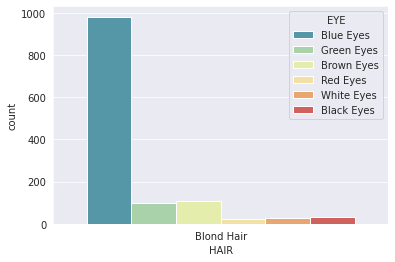 1000
800
600
400
200
0
count
EYE
Blue Eyes
Green Eyes
Brown Eyes
Red Eyes
White Eyes
Black Eyes
Blond Hair
HAIR